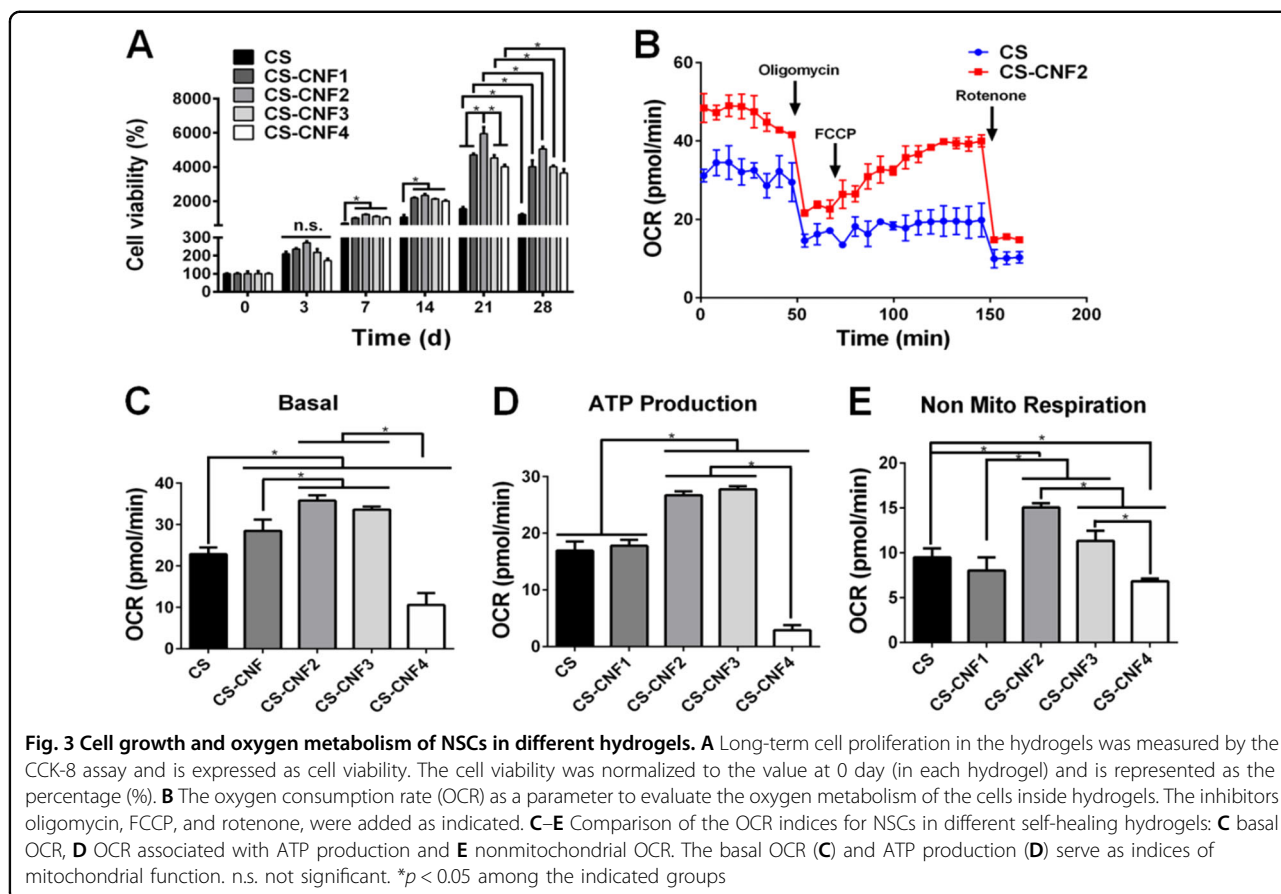 A
CS
CS-CNF1
CS-CNF2
CS-CNF3
CS-CNF4
Cell viability (%)
8000
6000
4000
2000
300
200
100
0
n.s.
*
*
*
*
*
*
*
*
*
0 3 7 14 21 28
Time (d)
B
CS
CS-CNF2
OCR (pmol/min)
60
40
20
0
Oligomycin
FCCP
Rotenone
0 50 100 150 200
Time (min)
C
Basal
OCR (pmol/min)
40
30
20
10
0
*
*
*
CS CS-CNF CS-CNF2 CS-CNF3 CS-CNF4
D
ATP Production
OCR (pmol/min)
30
20
10
0
*
*
CS CS-CNF1 CS-CNF2 CS-CNF3 CS-CNF4
E
Non Mito Respiration
OCR (pmol/min)
20
15
10
5
0
*
*
*
*
*
CS CS-CNF1 CS-CNF2 CS-CNF3 CS-CNF4
Fig. 3 Cell growth and oxygen metabolism of NSCs in different hydrogels. A Long-term cell proliferation in the hydrogels was measured by the
CCK-8 assay and is expressed as cell viability. The cell viability was normalized to the value at 0 day (in each hydrogel) and is represented as the
percentage (%). B The oxygen consumption rate (OCR) as a parameter to evaluate the oxygen metabolism of the cells inside hydrogels. The inhibitors
oligomycin, FCCP, and rotenone, were added as indicated. C–E Comparison of the OCR indices for NSCs in different self-healing hydrogels: C basal
OCR, D OCR associated with ATP production and E nonmitochondrial OCR. The basal OCR (C) and ATP production (D) serve as indices of
mitochondrial function. n.s. not significant. *p < 0.05 among the indicated groups